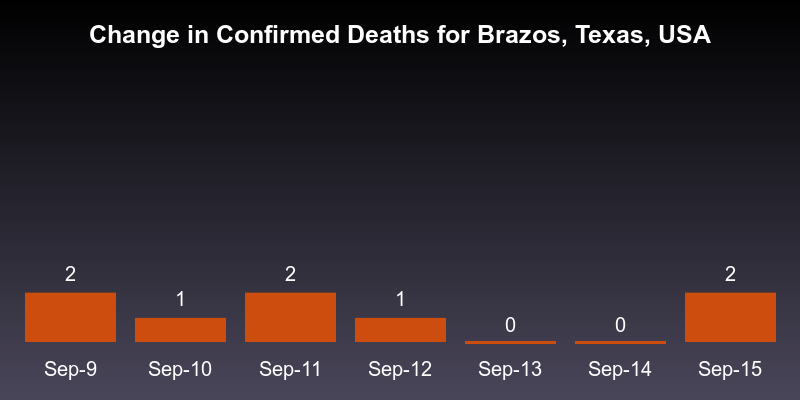 Change in Confirmed Deaths for Brazos, Texas, USA
2 1 2 1 0 0 2
Sep-9 Sep-10 Sep-11 Sep-12 Sep-13 Sep-14 Sep-15